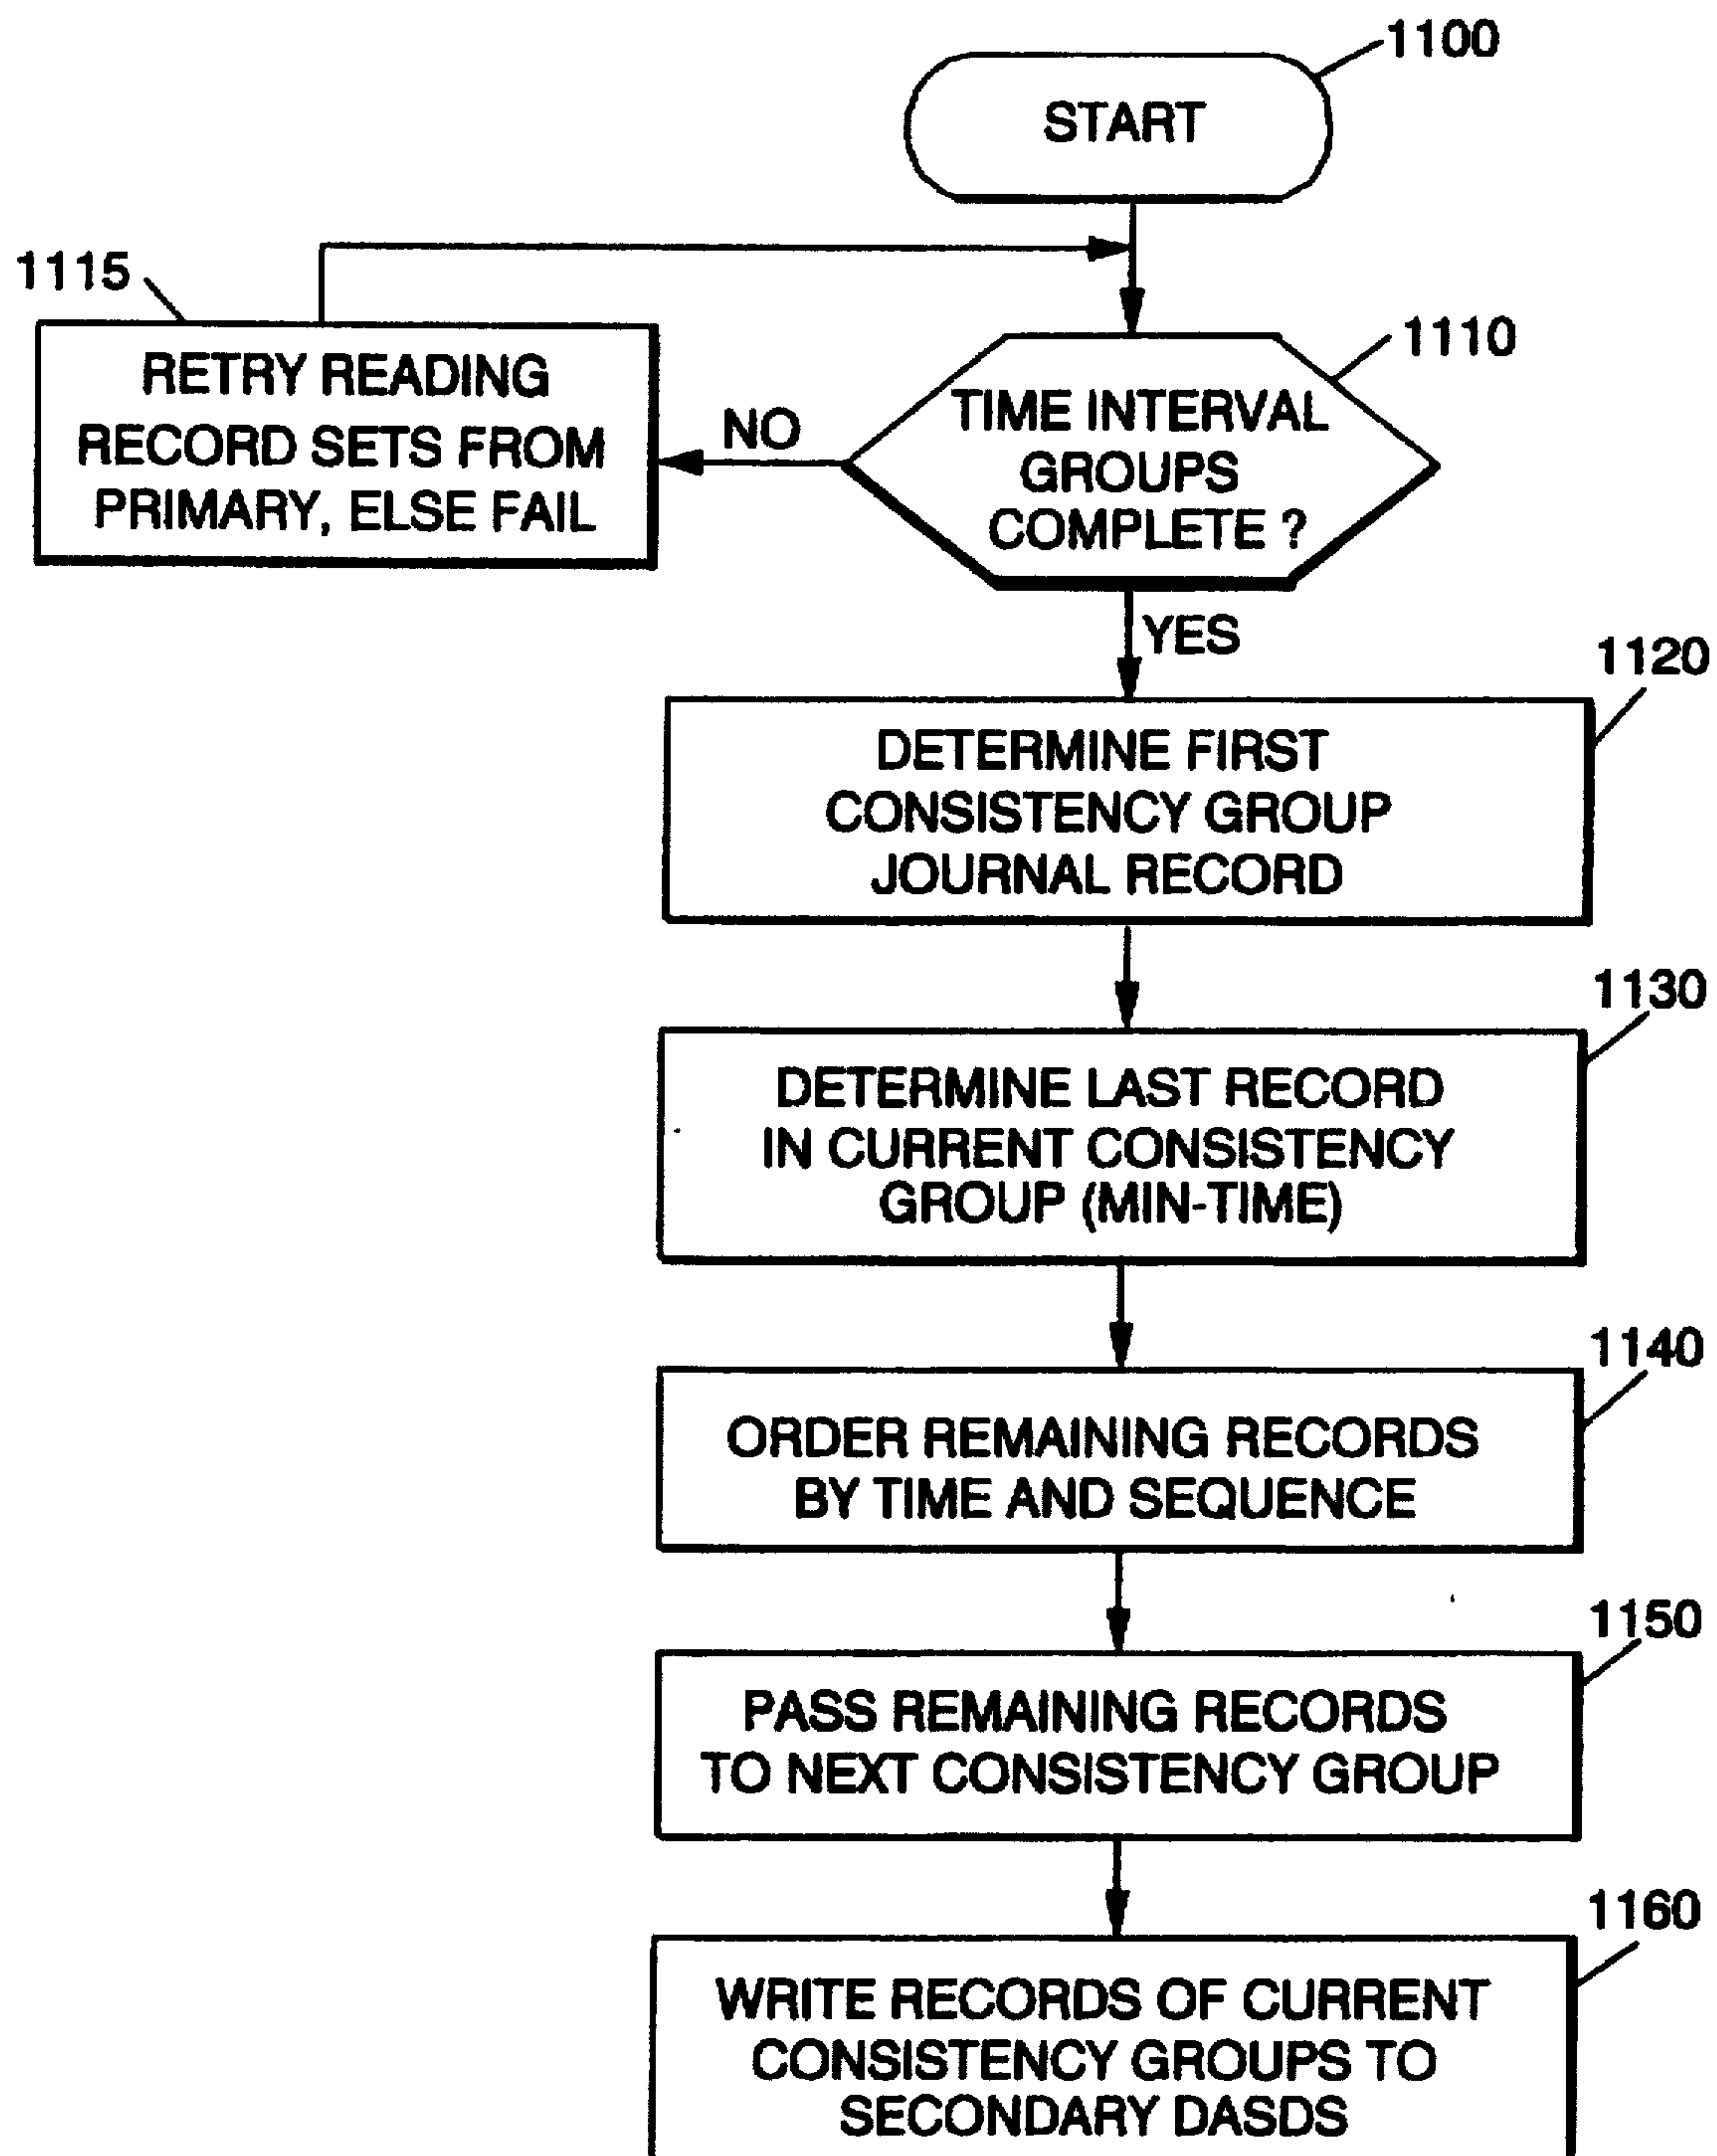 1100
START
1115
1110
RETRY READING
RECORD SETS FROM
PRIMARY, ELSE FAIL
NO
TIME INTERVAL
GROUPS
COMPLETE ?
YES
1120
DETERMINE FIRST
CONSISTENCY GROUP
JOURNAL RECORD
1130
DETERMINE LAST RECORD
IN CURRENT CONSISTENCY
GROUP (MIN-TIME)
1140
ORDER REMAINING RECORDS
BY TIME AND SEQUENCE
1150
PASS REMAINING RECORDS
TO NEXT CONSISTENCY GROUP
1160
WRITE RECORDS OF CURRENT
CONSISTENCY GROUPS TO
SECONDARY DASDS